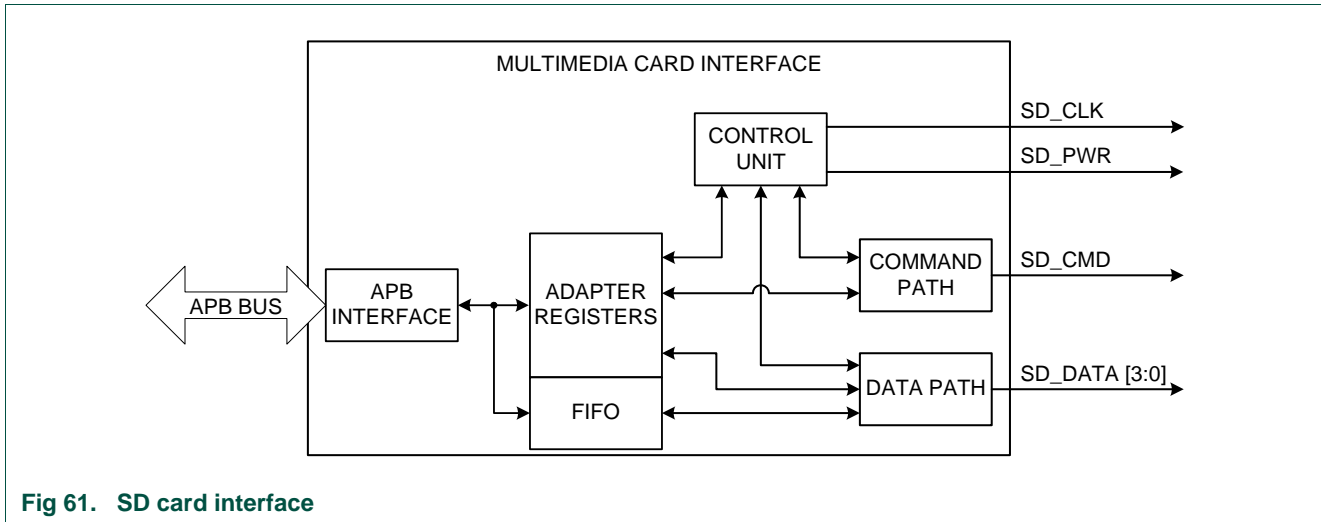 MULTIMEDIA CARD INTERFACE
SD_CLK
CONTROL
UNIT
SD_PWR
SD_CMD
COMMAND
PATH
APB BUS
APB
INTERFACE
ADAPTER
REGISTERS
SD_DATA [3:0]
DATA PATH
FIFO
Fig 61. SD card interface